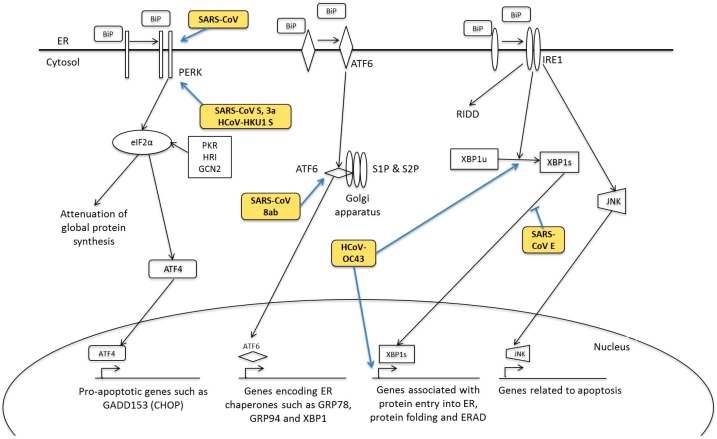 BiP
BiP
SARS-CoV
BiP
BiP
BiP
BiP
ER
Cytosol
PERK
ATF6
IRE1
SARS-CoV S, 3a
HCoV-HKU1 S
RIDD
eIF2α
PKR
HRI
GCN2
ATF6
S1P & S2P
Golgi
apparatus
XBP1u
XBP1s
SARS-CoV
8ab
JNK
Attenuation of
global protein
synthesis
HCoV-
OC43
SARS-
CoV E
ATF4
Nucleus
ATF4
ATF6
XBP1s
JNK
Pro-apoptotic genes such as
GADD153 (CHOP)
Genes encoding ER
chaperones such as GRP78,
GRP94 and XBP1
Genes associated with
protein entry into ER,
protein folding and ERAD
Genes related to apoptosis